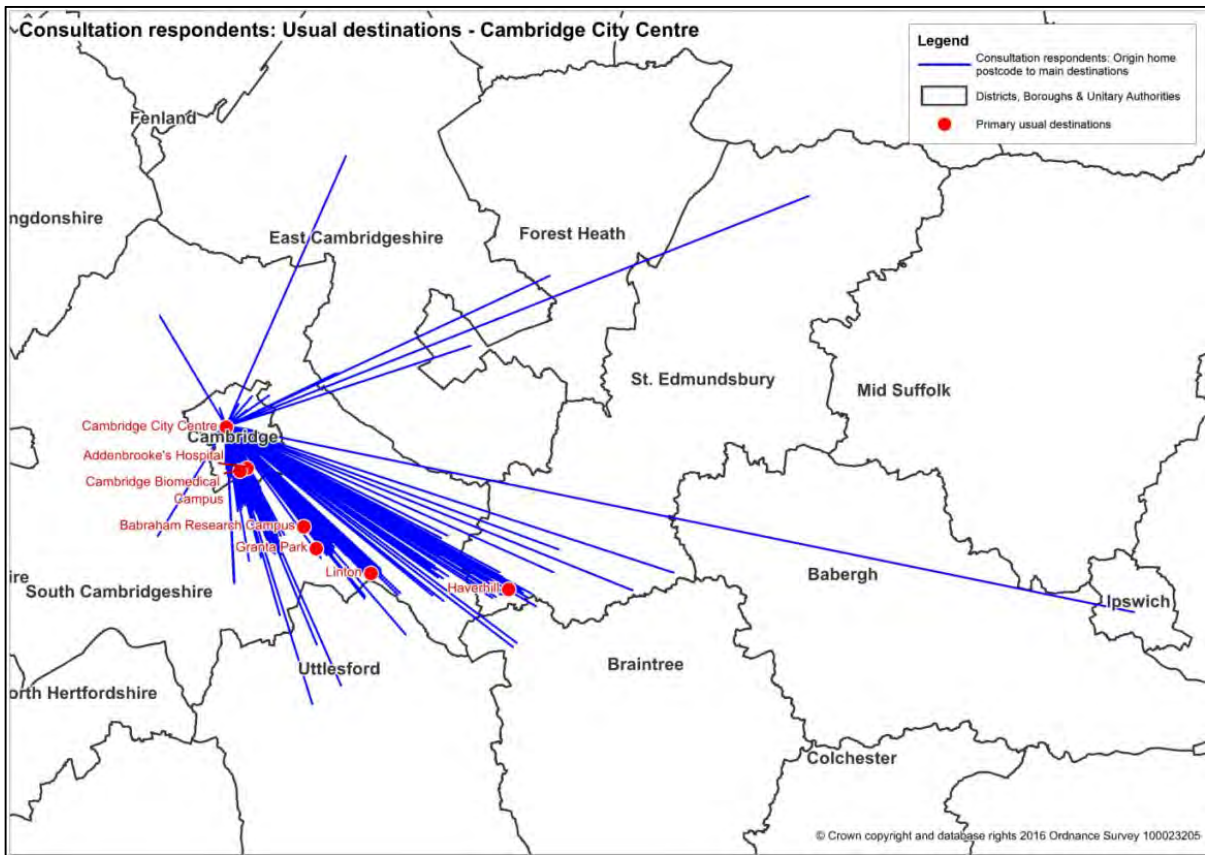 Consultation respondents: Usual destinations - Cambridge City Centre
Legend
Consultation respondents: Origin home
postcode to main destinations
Districts, Boroughs & Unitary Authorities
Primary usual destinations
Fenland
ngdonshire
East Cambridgeshire
Forest Heath
St. Edmundsbury
Mid Suffolk
Cambridge City Centre
Cambridge
Addenbrooke's Hospital
Cambridge Biomedical
Campus
Babraham Research Campus
Granta Park
Linton
Haverhill
ire
South Cambridgeshire
Babergh
Ipswich
Uttlesford
Braintree
orth Hertfordshire
Colchester
© Crown copyright and database rights 2016 Ordnance Survey 100023205